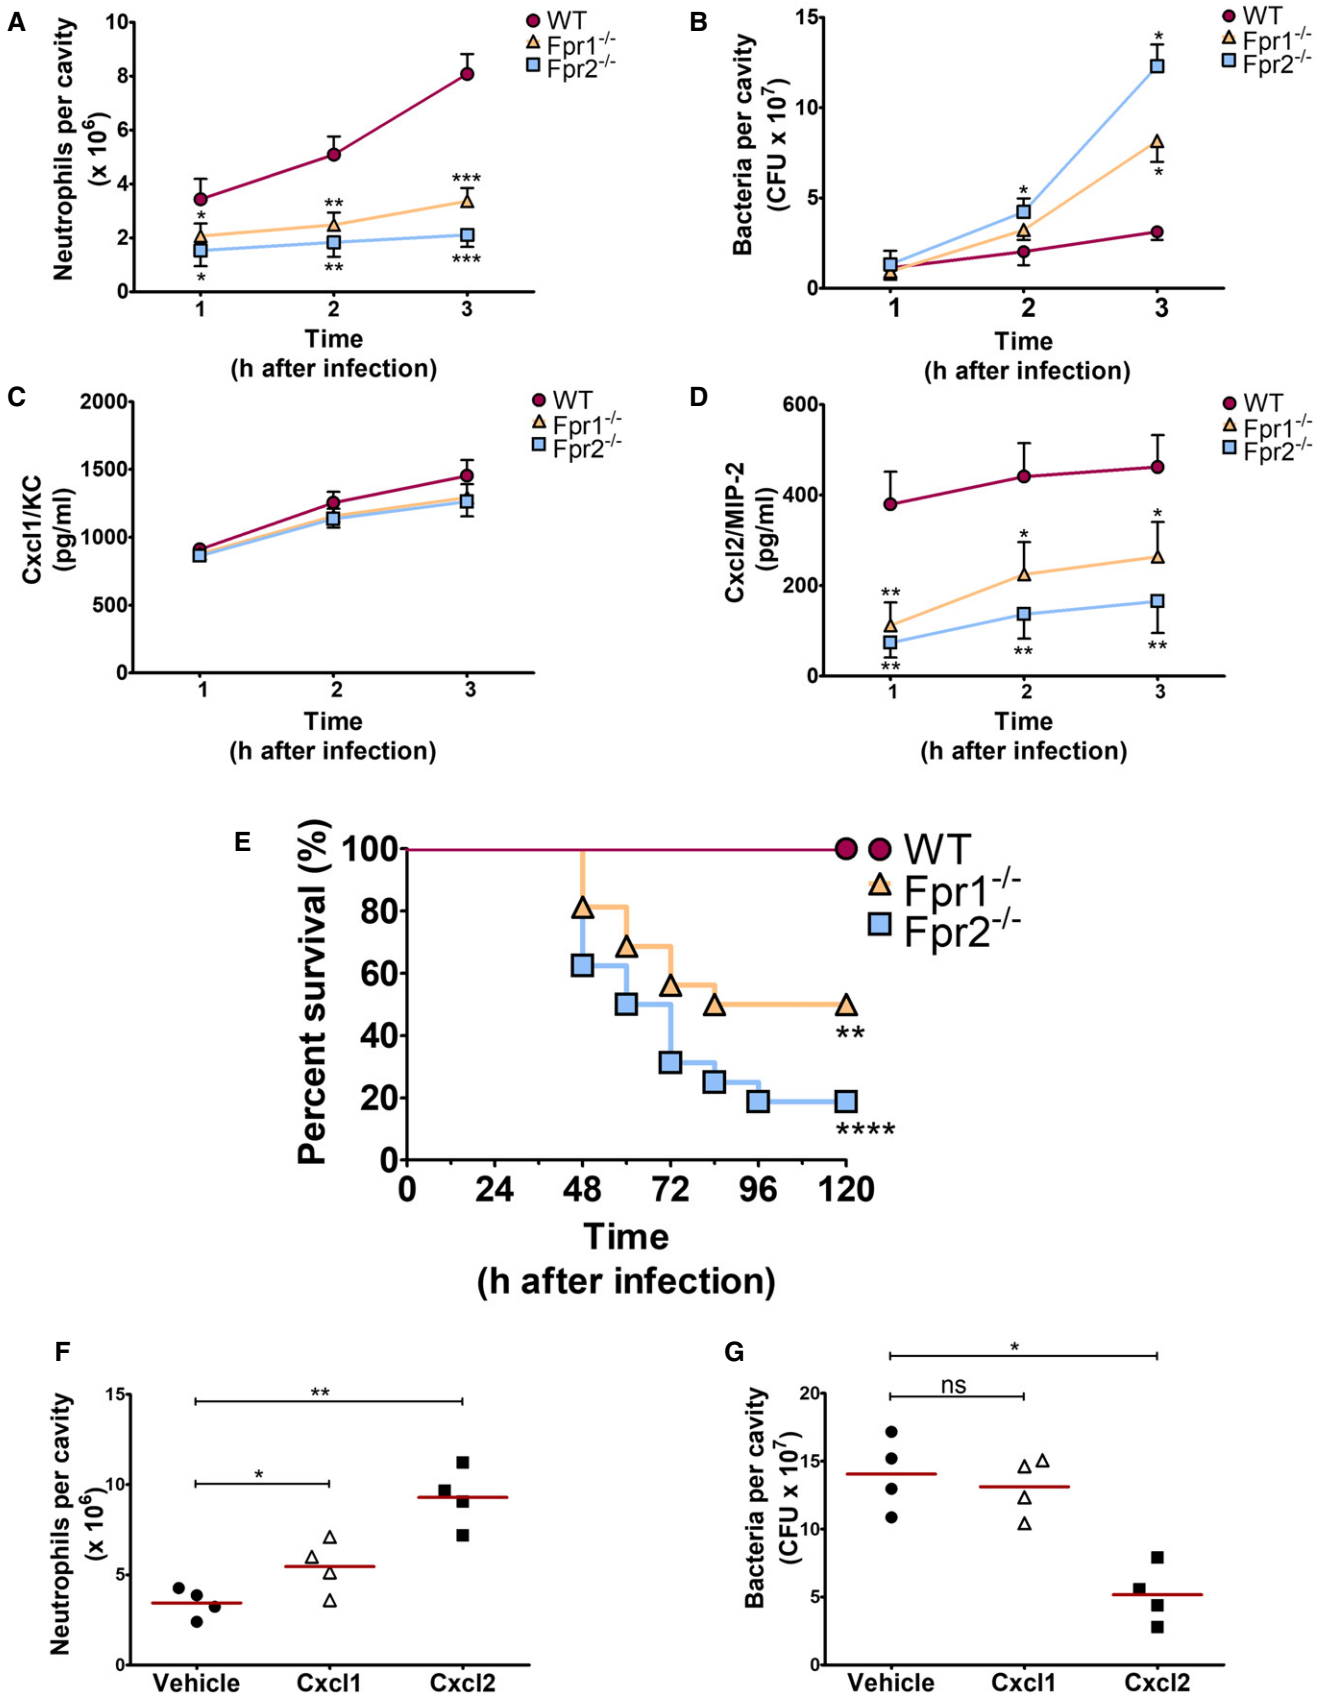 A
Neutrophils per cavity
(x 10⁶)
10
8
6
4
2
0
WT
Fpr1⁻/⁻
Fpr2⁻/⁻
*
**
***
*
**
***
1 2 3
Time
(h after infection)
B
Bacteria per cavity
(CFU x 10⁷)
15
10
5
0
WT
Fpr1⁻/⁻
Fpr2⁻/⁻
*
*
*
1 2 3
Time
(h after infection)
C
Cxcl1/KC
(pg/ml)
2000
1500
1000
500
0
WT
Fpr1⁻/⁻
Fpr2⁻/⁻
1 2 3
Time
(h after infection)
D
Cxcl2/MIP-2
(pg/ml)
600
400
200
0
WT
Fpr1⁻/⁻
Fpr2⁻/⁻
**
*
*
**
**
**
1 2 3
Time
(h after infection)
E
Percent survival (%)
100
80
60
40
20
0
WT
Fpr1⁻/⁻
Fpr2⁻/⁻
**
****
0 24 48 72 96 120
Time
(h after infection)
F
Neutrophils per cavity
(x 10⁶)
15
10
5
0
**
*
Vehicle Cxcl1 Cxcl2
G
Bacteria per cavity
(CFU x 10⁷)
20
15
10
5
0
*
ns
Vehicle Cxcl1 Cxcl2